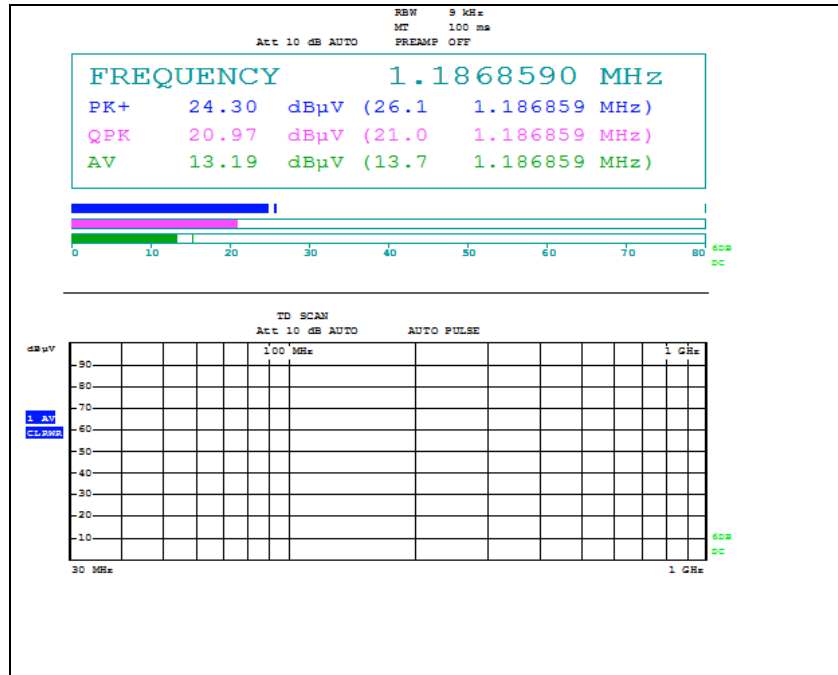 RBW 9 kHz
MT 100 ms
Att 10 dB AUTO PREAMP OFF
FREQUENCY 1.1868590 MHz
PK+ 24.30 dBµV (26.1 1.186859 MHz)
QPK 20.97 dBµV (21.0 1.186859 MHz)
AV 13.19 dBµV (13.7 1.186859 MHz)
0 10 20 30 40 50 60 70 80 6DB
DC
TD SCAN
Att 10 dB AUTO AUTO PULSE
dBµV 100 MHz 1 GHz
90
80
70
1 AV
CLRWR 60
50
40
30
20
10 6DB
DC
30 MHz 1 GHz